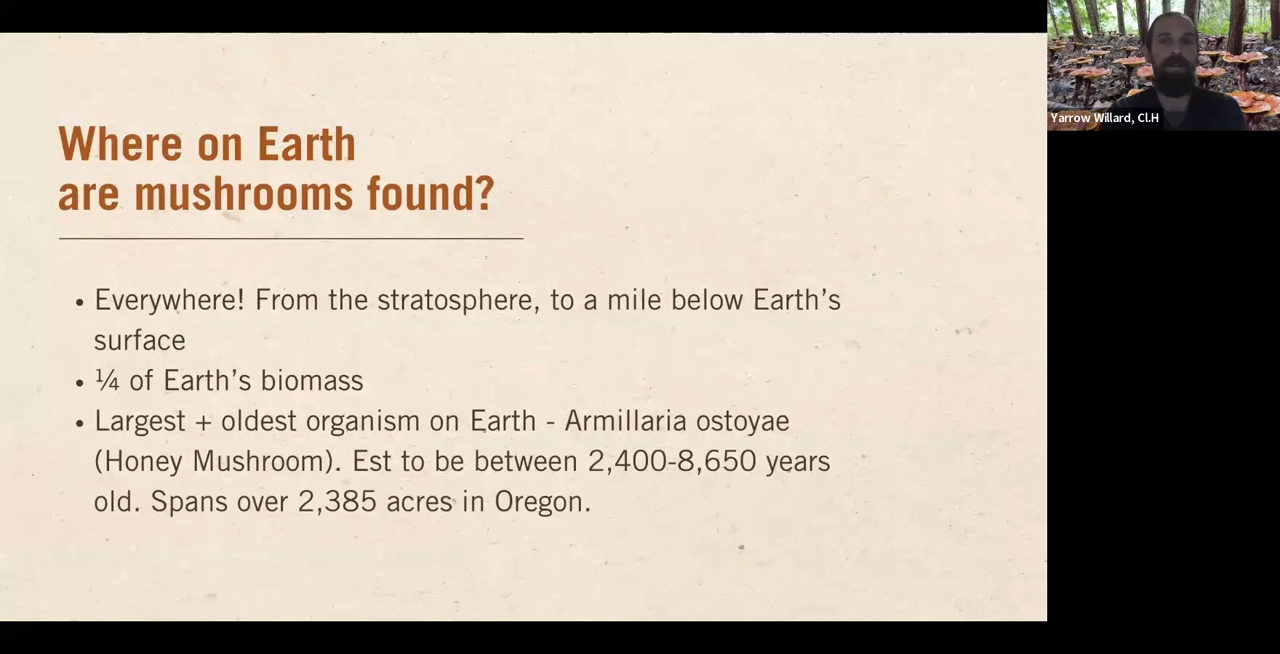 Where on Earth
are mushrooms found?
• Everywhere! From the stratosphere, to a mile below Earth’s
surface
• ¼ of Earth’s biomass
• Largest + oldest organism on Earth - Armillaria ostoyae
(Honey Mushroom). Est to be between 2,400-8,650 years
old. Spans over 2,385 acres in Oregon.
Yarrow Willard, Cl.H